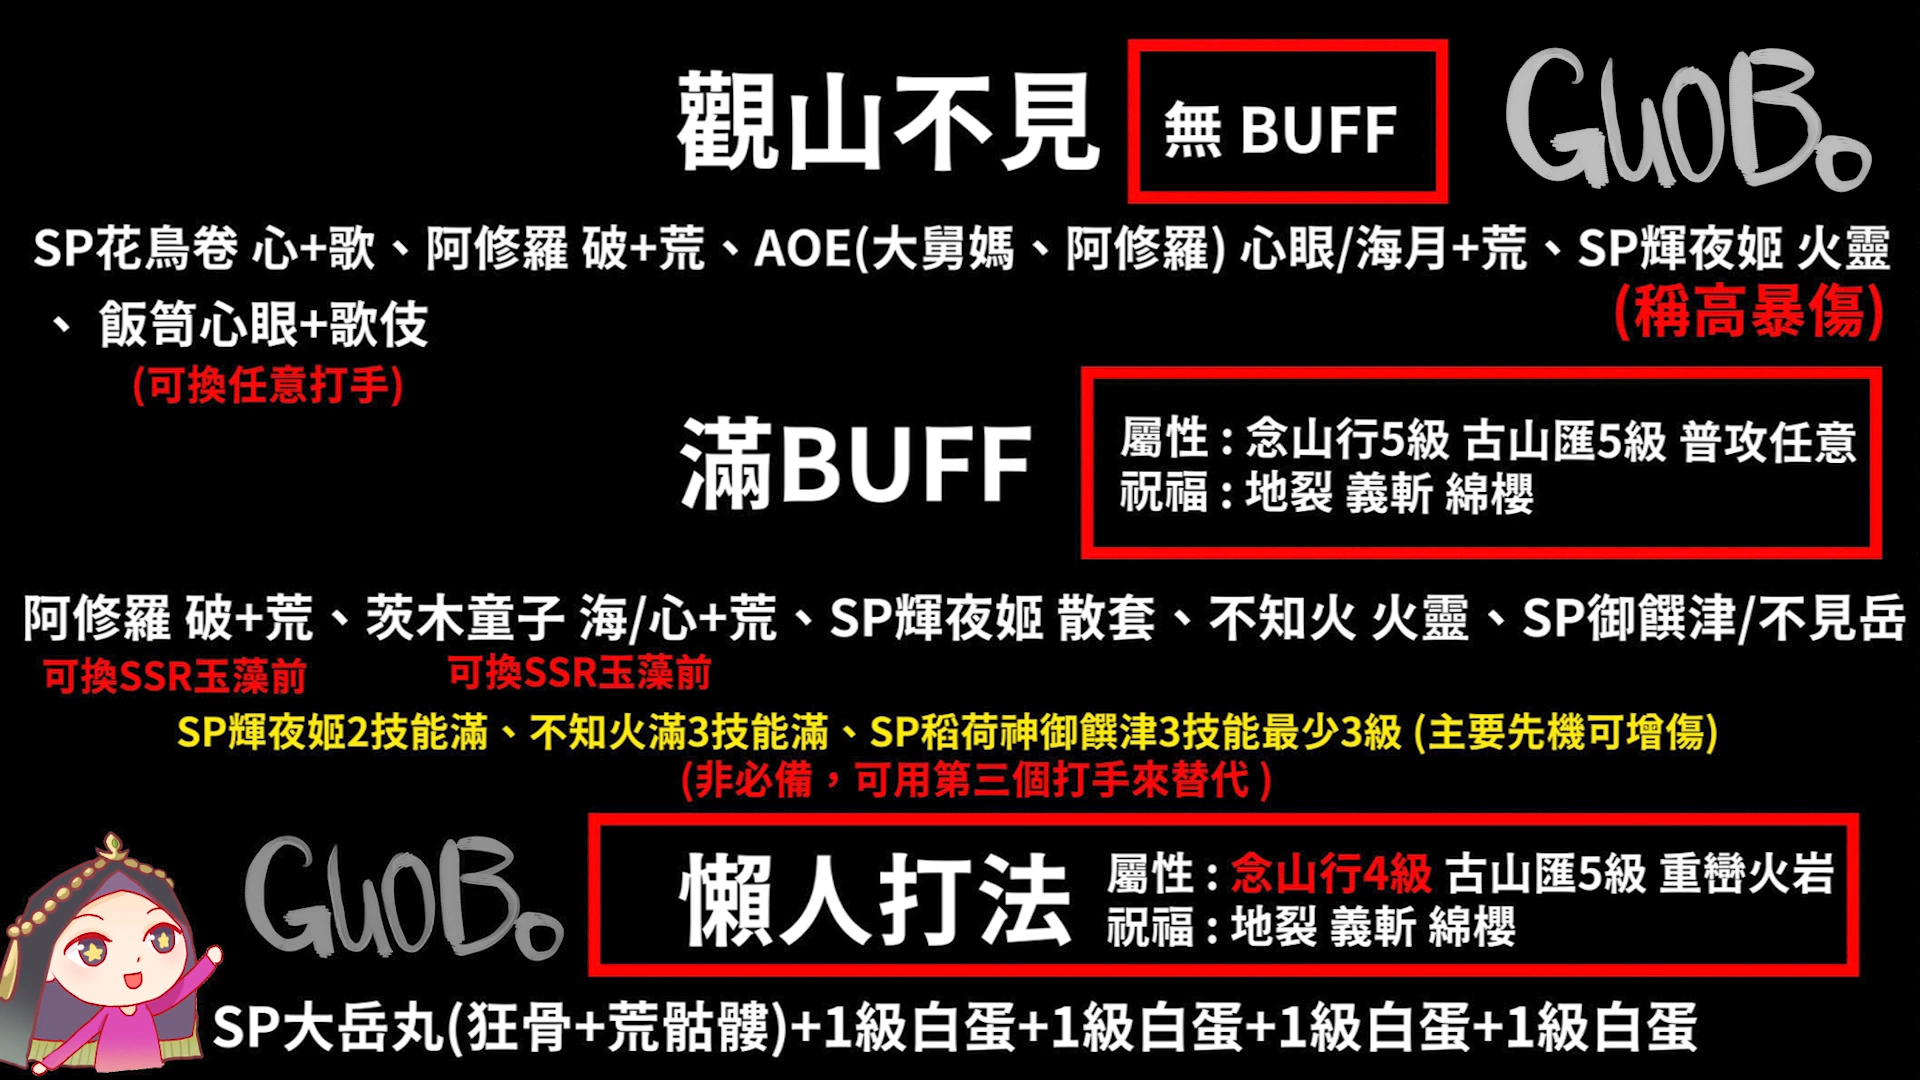 觀山不見 無 BUFF GUOB。
SP花鳥卷 心+歌、阿修羅 破+荒、AOE(大舅媽、阿修羅) 心眼/海月+荒、SP輝夜姬 火靈
、 飯笥心眼+歌伎
(稱高暴傷)
(可換任意打手)
滿BUFF
屬性 : 念山行5級 古山匯5級 普攻任意
祝福 : 地裂 義斬 綿櫻
阿修羅 破+荒、茨木童子 海/心+荒、SP輝夜姬 散套、不知火 火靈、SP御饌津/不見岳
可換SSR玉藻前 可換SSR玉藻前
SP輝夜姬2技能滿、不知火滿3技能滿、SP稻荷神御饌津3技能最少3級 (主要先機可增傷)
(非必備，可用第三個打手來替代 )
GUOB。
懶人打法
屬性 : 念山行4級 古山匯5級 重巒火岩
祝福 : 地裂 義斬 綿櫻
SP大岳丸(狂骨+荒骷髏)+1級白蛋+1級白蛋+1級白蛋+1級白蛋